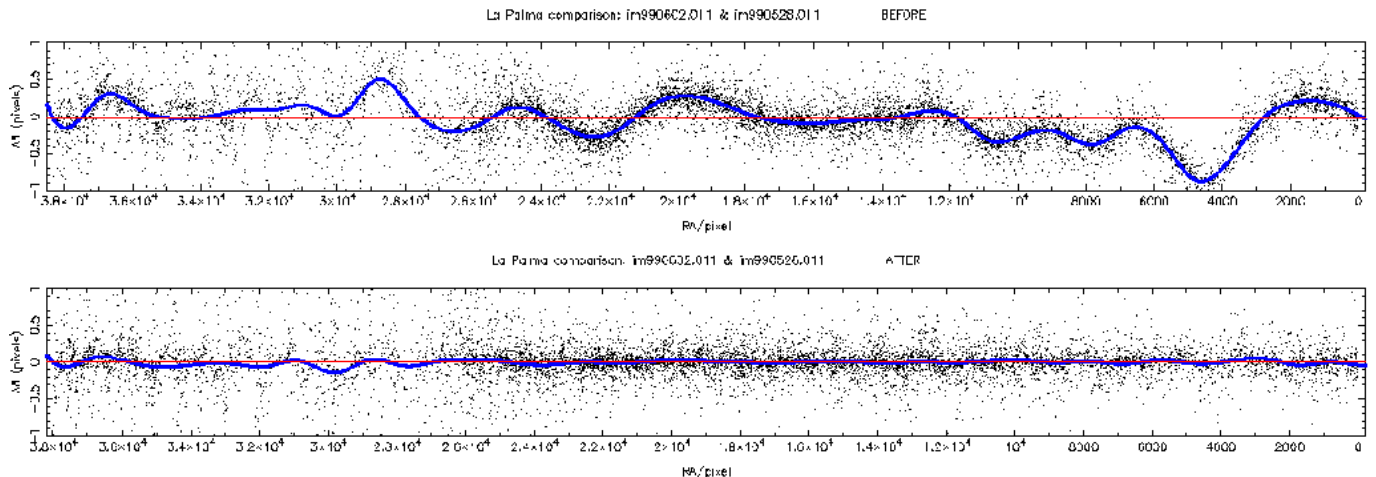 La Palma comparison: im990602.011 & im990528.011 BEFORE
1
0.5
0
-0.5
-1
3.8×10⁴ 3.6×10⁴ 3.4×10⁴ 3.2×10⁴ 3×10⁴ 2.8×10⁴ 2.6×10⁴ 2.4×10⁴ 2.2×10⁴ 2×10⁴ 1.8×10⁴ 1.6×10⁴ 1.4×10⁴ 1.2×10⁴ 10⁴ 8000 6000 4000 2000 0
(pixels)
RA/pixel
La Palma comparison: im990602.011 & im990528.011 AFTER
1
0.5
0
-0.5
-1
3.8×10⁴ 3.6×10⁴ 3.4×10⁴ 3.2×10⁴ 3×10⁴ 2.8×10⁴ 2.6×10⁴ 2.4×10⁴ 2.2×10⁴ 2×10⁴ 1.8×10⁴ 1.6×10⁴ 1.4×10⁴ 1.2×10⁴ 10⁴ 8000 6000 4000 2000 0
(pixels)
RA/pixel